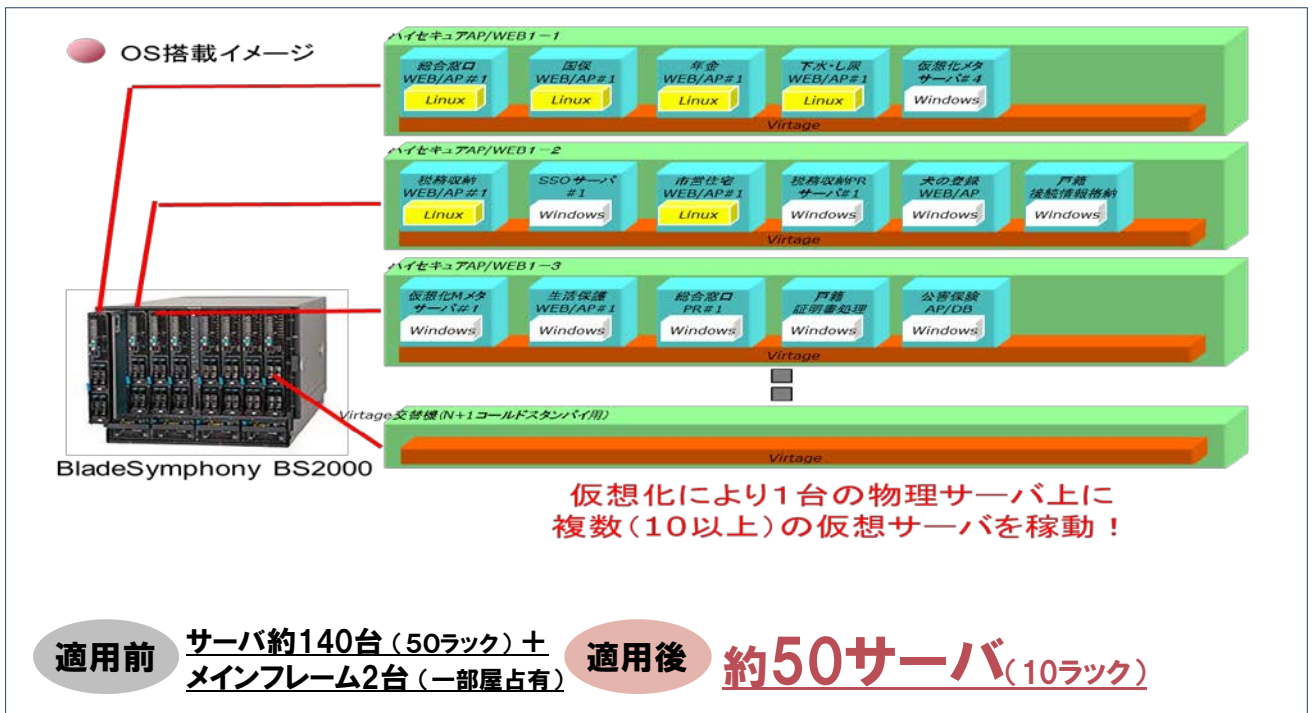 OS搭載イメージ
ハイセキュアAP/WEB1-1
総合窓口
WEB/AP#1
Linux
国保
WEB/AP#1
Linux
年金
WEB/AP#1
Linux
下水・し尿
WEB/AP#1
Linux
仮想化メタ
サーバ#4
Windows
Virtage
ハイセキュアAP/WEB1-2
税務収納
WEB/AP#1
Linux
SSOサーバ
#1
Windows
市営住宅
WEB/AP#1
Linux
税務収納PR
サーバ#1
Windows
犬の登録
WEB/AP
Windows
戸籍
接続情報格納
Windows
Virtage
ハイセキュアAP/WEB1-3
仮想化Mメタ
サーバ#1
Windows
生活保護
WEB/AP#1
Windows
総合窓口
PR#1
Windows
戸籍
証明書処理
Windows
公害保険
AP/DB
Windows
Virtage
Virtage交替機(N+1コールドスタンバイ用)
Virtage
BladeSymphony BS2000
仮想化により1台の物理サーバ上に
複数(10以上)の仮想サーバを稼動！
適用前
サーバ約140台(50ラック)＋
メインフレーム2台(一部屋占有)
適用後
約50サーバ(10ラック)